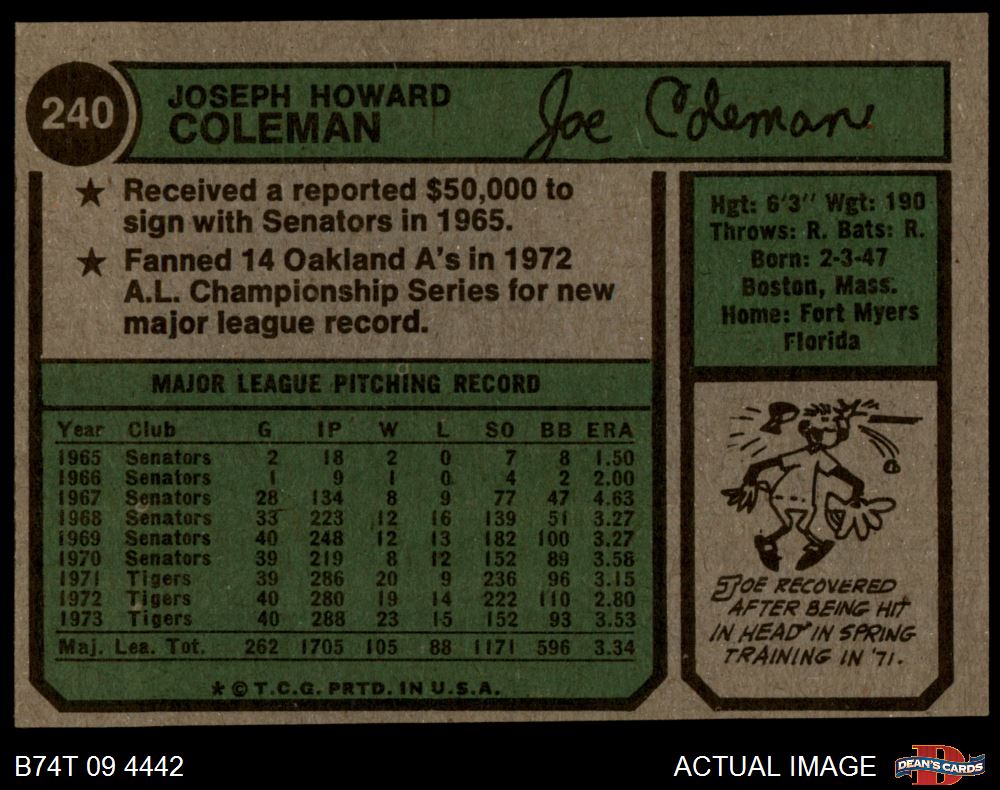 240
JOSEPH HOWARD
COLEMAN
Joe Coleman
★ Received a reported $50,000 to
sign with Senators in 1965.
★ Fanned 14 Oakland A's in 1972
A.L. Championship Series for new
major league record.
Hgt: 6'3" Wgt: 190
Throws: R. Bats: R.
Born: 2-3-47
Boston, Mass.
Home: Fort Myers
Florida
MAJOR LEAGUE PITCHING RECORD
Year Club G IP W L SO BB ERA
1965 Senators 2 18 2 0 7 8 1.50
1966 Senators 1 9 1 0 4 2 2.00
1967 Senators 28 134 8 9 77 47 4.63
1968 Senators 33 223 12 16 139 51 3.27
1969 Senators 40 248 12 13 182 100 3.27
1970 Senators 39 219 8 12 152 89 3.58
1971 Tigers 39 286 20 9 236 96 3.15
1972 Tigers 40 280 19 14 222 110 2.80
1973 Tigers 40 288 23 15 152 93 3.53
Maj. Lea. Tot. 262 1705 105 88 1171 596 3.34
* © T.C.G. PRTD. IN U.S.A.
JOE RECOVERED
AFTER BEING HIT
IN HEAD IN SPRING
TRAINING IN '71.
B74T 09 4442
ACTUAL IMAGE
DEAN'S CARDS